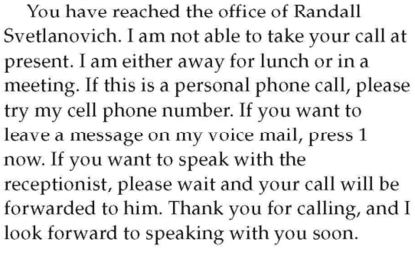 You have reached the office of Randall
Svetlanovich. I am not able to take your call at
present. I am either away for lunch or in a
meeting. If this is a personal phone call, please
try my cell phone number. If you want to
leave a message on my voice mail, press 1
now. If you want to speak with the
receptionist, please wait and your call will be
forwarded to him. Thank you for calling, and I
look forward to speaking with you soon.